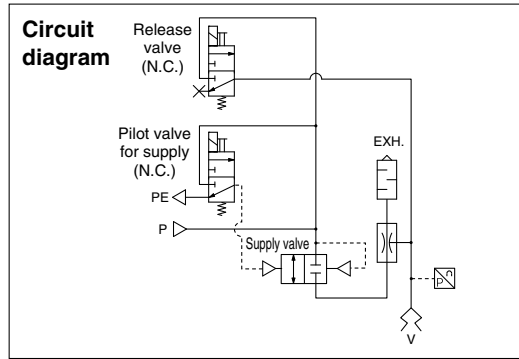 Circuit
diagram
Release
valve
(N.C.)
Pilot valve
for supply
(N.C.)
EXH.
PE
P
Supply valve
P
V